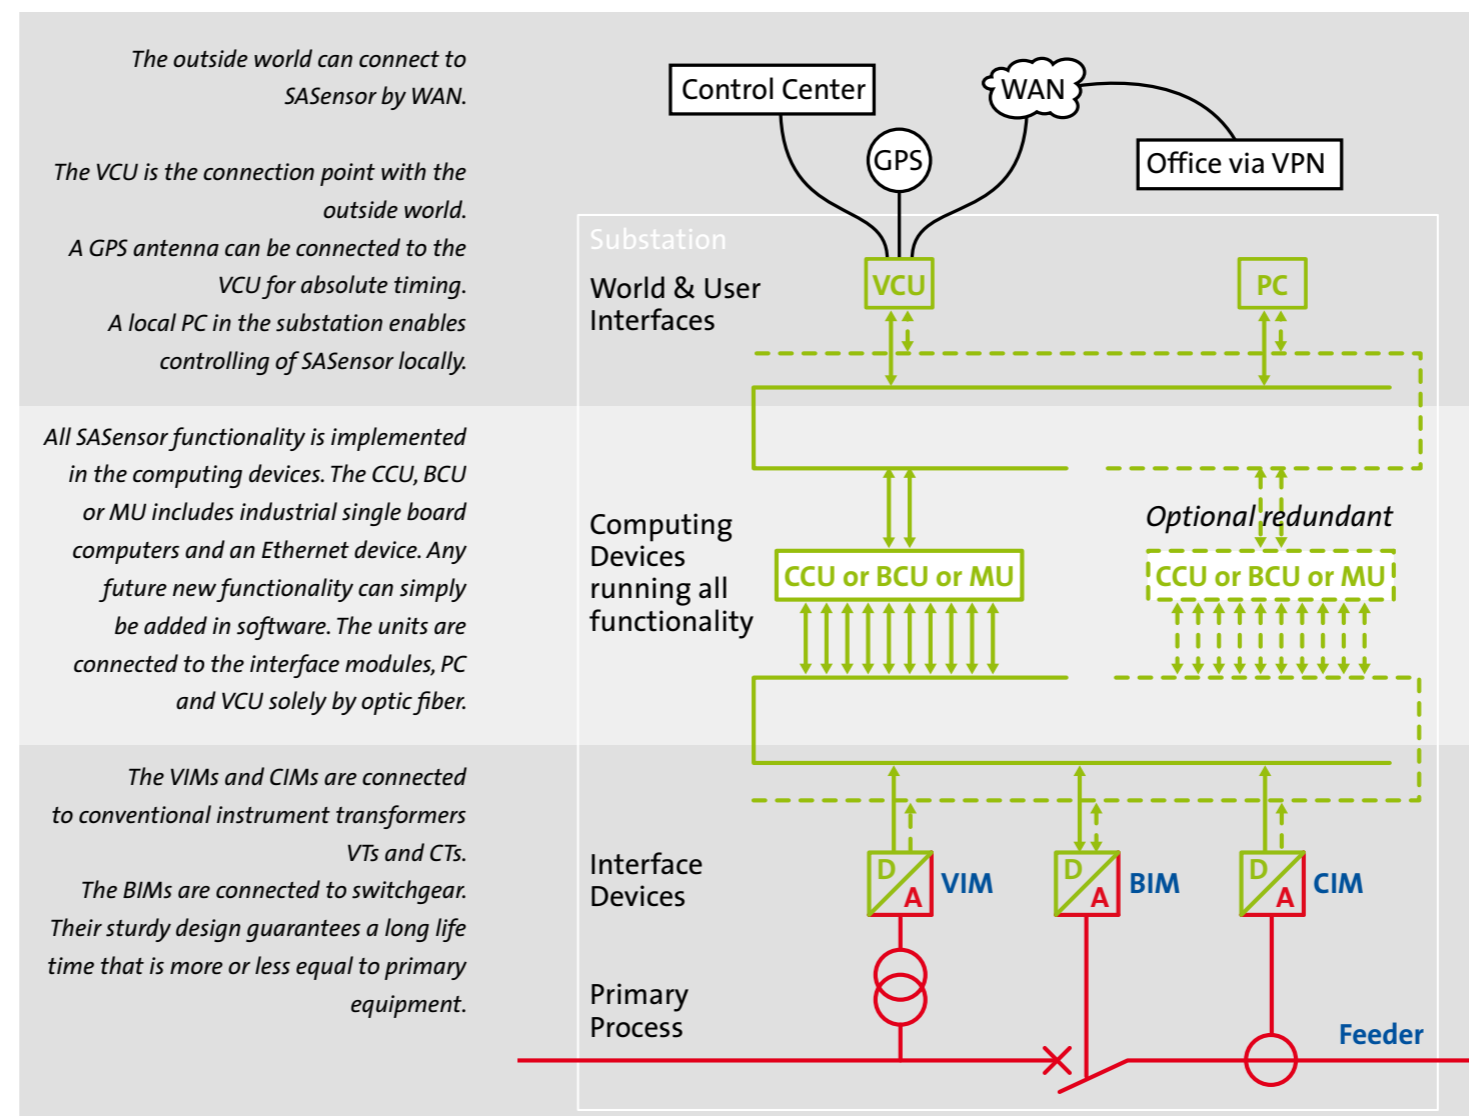 The outside world can connect to
SASensor by WAN.
The VCU is the connection point with the
outside world.
A GPS antenna can be connected to the
VCU for absolute timing.
A local PC in the substation enables
controlling of SASensor locally.
All SASensor functionality is implemented
in the computing devices. The CCU, BCU
or MU includes industrial single board
computers and an Ethernet device. Any
future new functionality can simply
be added in software. The units are
connected to the interface modules, PC
and VCU solely by optic fiber.
The VIMs and CIMs are connected
to conventional instrument transformers
VTs and CTs.
The BIMs are connected to switchgear.
Their sturdy design guarantees a long life
time that is more or less equal to primary
equipment.
Control Center
WAN
GPS
Office via VPN
Substation
World & User
Interfaces
VCU
PC
Computing
Devices
running all
functionality
Optional redundant
CCU or BCU or MU
CCU or BCU or MU
Interface
Devices
D
A
VIM
D
A
BIM
D
A
CIM
Primary
Process
Feeder